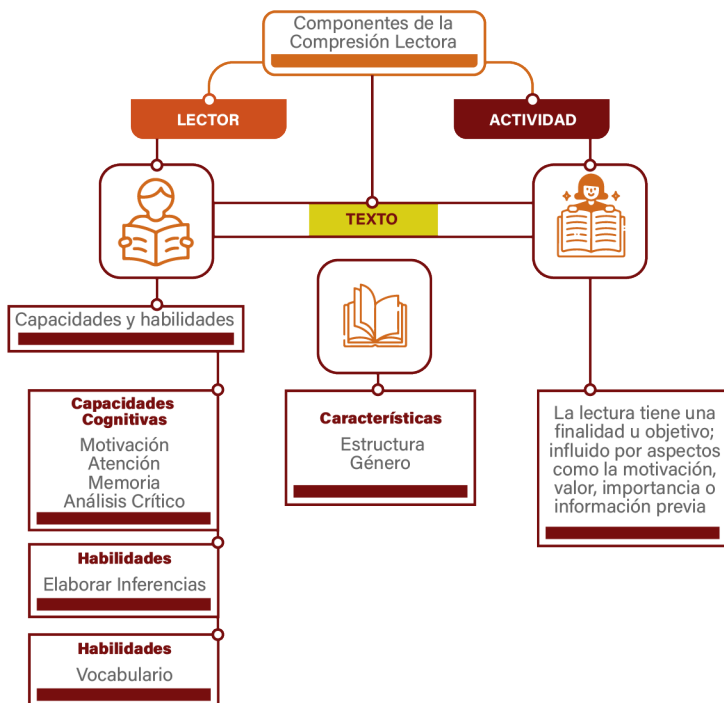 Componentes de la
Compresión Lectora
LECTOR
ACTIVIDAD
TEXTO
Capacidades y habilidades
Capacidades
Cognitivas
Motivación
Atención
Memoria
Análisis Crítico
Habilidades
Elaborar Inferencias
Habilidades
Vocabulario
Características
Estructura
Género
La lectura tiene una
finalidad u objetivo;
influido por aspectos
como la motivación,
valor, importancia o
información previa